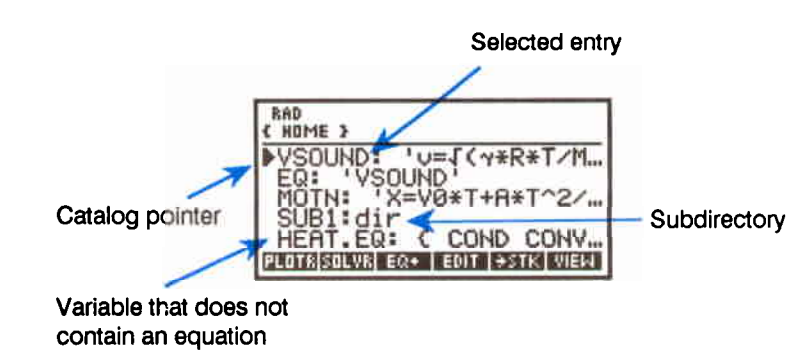 Selected entry
RAD
{ HOME }
▶VSOUND: 'υ=√(γ*R*T/M...
EQ: 'VSOUND'
MOTN: 'X=V0*T+A*T^2/...
SUB1:dir
HEAT.EQ: { COND CONV...
PLOTR SOLVR EQ+ EDIT →STK VIEW
Catalog pointer
Subdirectory
Variable that does not
contain an equation